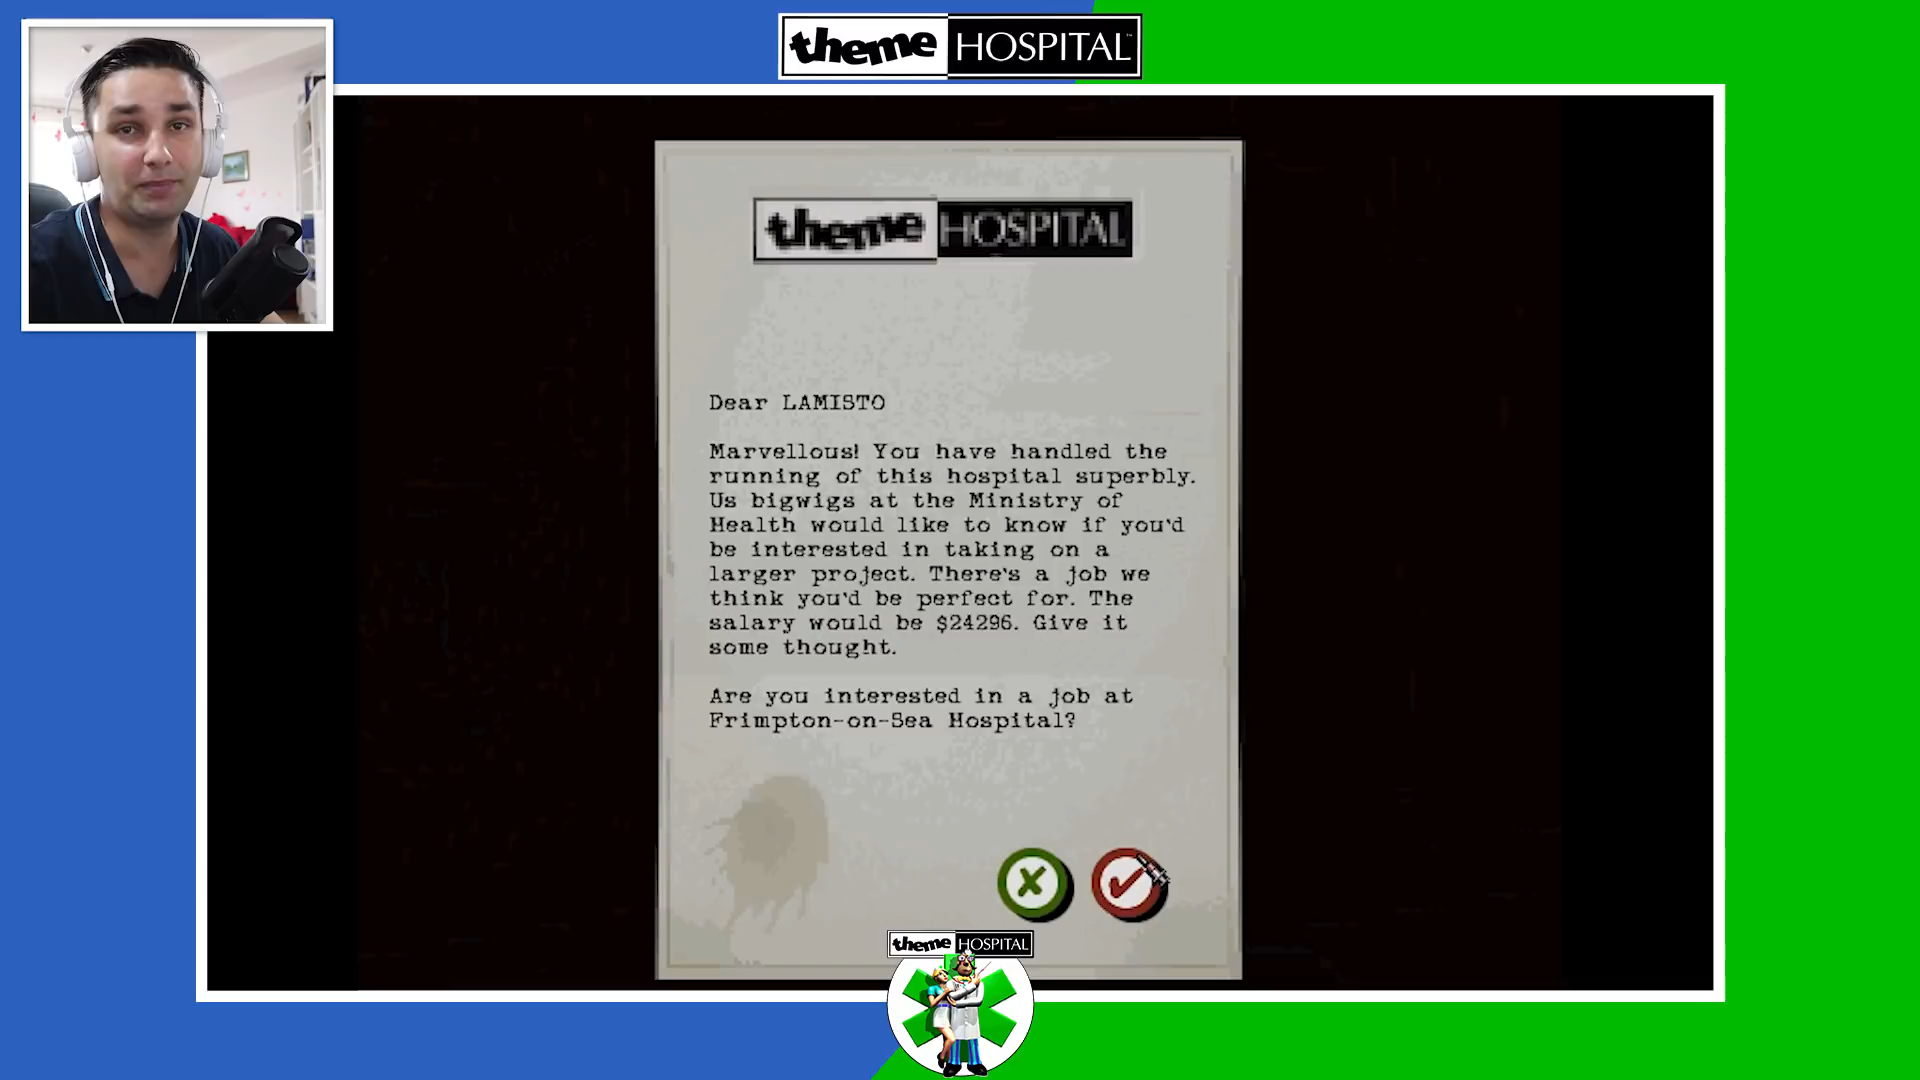 theme HOSPITAL™
theme HOSPITAL
Dear LAMISTO
Marvellous! You have handled the
running of this hospital superbly.
Us bigwigs at the Ministry of
Health would like to know if you'd
be interested in taking on a
larger project. There's a job we
think you'd be perfect for. The
salary would be $24296. Give it
some thought.
Are you interested in a job at
Frimpton-on-Sea Hospital?
theme HOSPITAL